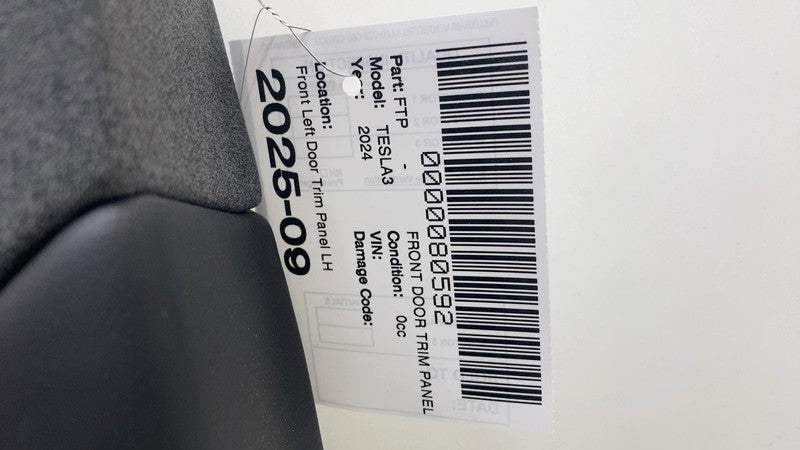 0000080592
Part: FTP - FRONT DOOR TRIM PANEL
Model: TESLA3 Condition: 0cc
Year: 2024 VIN:
Damage Code:
Location:
Front Left Door Trim Panel LH
2025-09